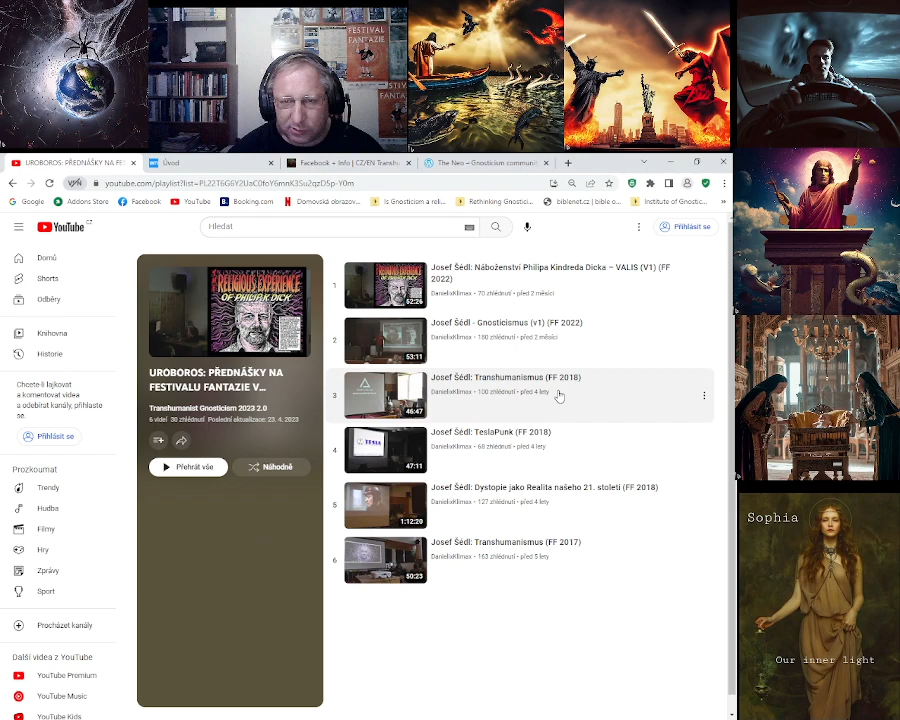 FESTIVAL
FANTAZIE
UROBOROS: PŘEDNÁŠKY NA FES
Úvod
Facebook + Info | CZ/EN Transhu
The Neo – Gnosticism communit
VPN
youtube.com/playlist?list=PL22T6G6Y2UaC0foY6mnK3Su2qzD5p-Y0m
Google
Addons Store
Facebook
YouTube
Booking.com
Domovská obrazov...
Is Gnosticism a reli...
Rethinking Gnostici...
biblenet.cz | bible o...
Institute of Gnostic...
YouTube CZ
Hledat
Přihlásit se
Domů
Shorts
Odběry
Knihovna
Historie
Chcete-li lajkovat
a komentovat videa
a odebírat kanály, přihlaste
se.
Přihlásit se
Prozkoumat
Trendy
Hudba
Filmy
Hry
Zprávy
Sport
Procházet kanály
Další videa z YouTube
YouTube Premium
YouTube Music
YouTube Kids
RELIGIOUS EXPERIENCE
OF PHILIP K. DICK
UROBOROS: PŘEDNÁŠKY NA
FESTIVALU FANTAZIE V...
Transhumanist Gnosticism 2023 2.0
6 videí 30 zhlédnutí Poslední aktualizace: 23. 4. 2023
Přehrát vše
Náhodně
1
52:26
Josef Šédl: Náboženství Philipa Kindreda Dicka – VALIS (V1) (FF
2022)
DanielixKlimax • 70 zhlédnutí • před 2 měsíci
2
53:11
Josef Šédl - Gnosticismus (v1) (FF 2022)
DanielixKlimax • 180 zhlédnutí • před 2 měsíci
3
46:47
Josef Šédl: Transhumanismus (FF 2018)
DanielixKlimax • 100 zhlédnutí • před 4 lety
4
TESLA
47:11
Josef Šédl: TeslaPunk (FF 2018)
DanielixKlimax • 68 zhlédnutí • před 4 lety
5
1:12:20
Josef Šédl: Dystopie jako Realita našeho 21. století (FF 2018)
DanielixKlimax • 127 zhlédnutí • před 4 lety
6
50:23
Josef Šédl: Transhumanismus (FF 2017)
DanielixKlimax • 163 zhlédnutí • před 5 lety
Sophia
Our inner light